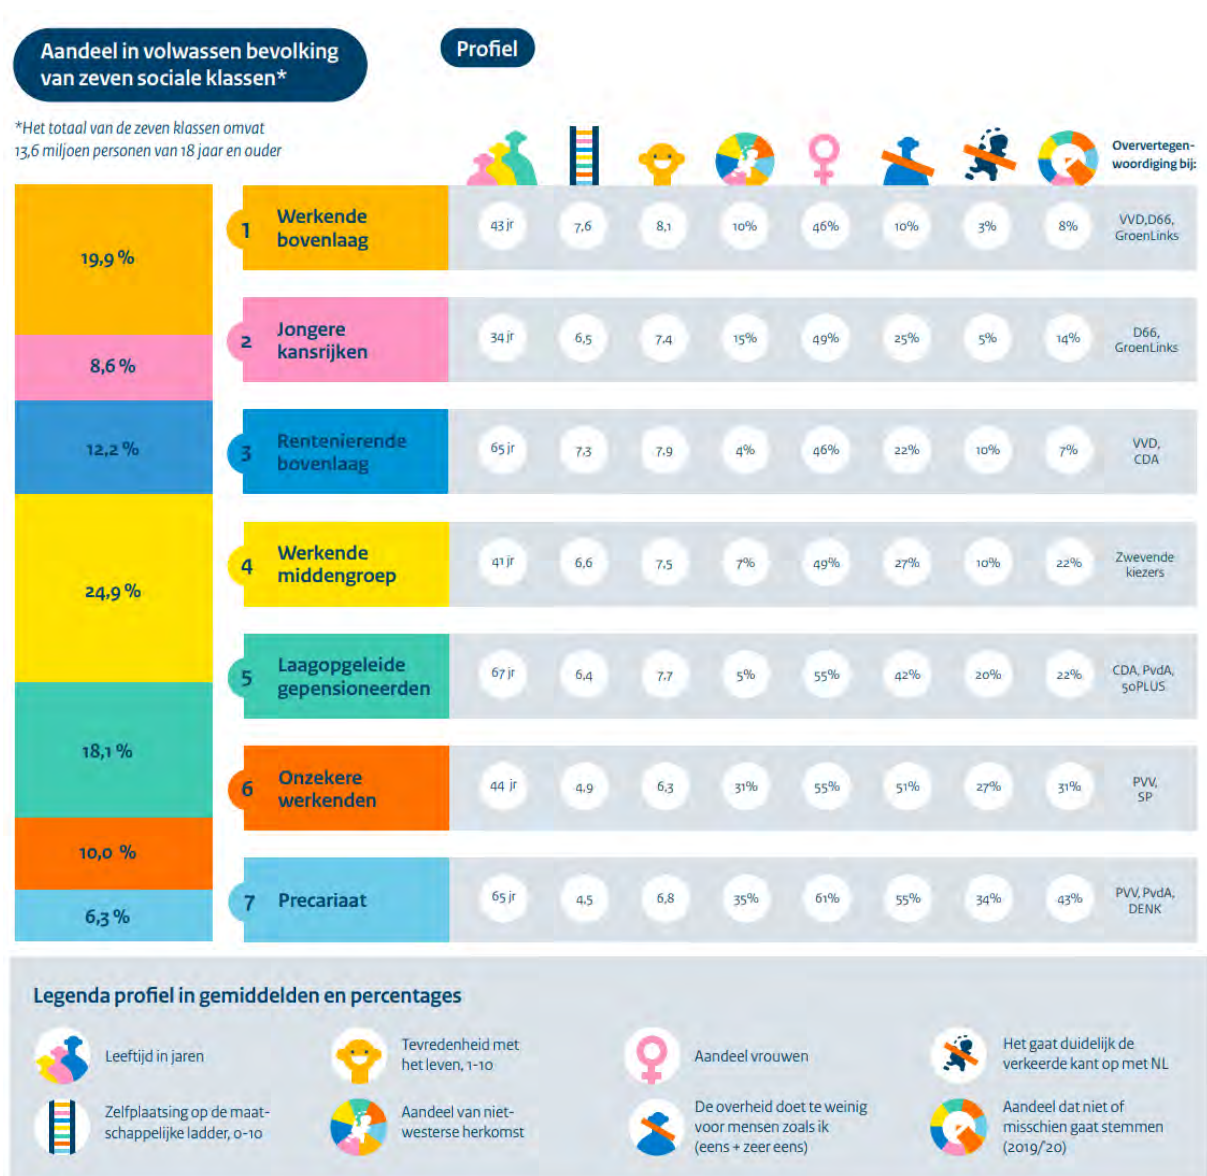 Aandeel in volwassen bevolking
van zeven sociale klassen*
Profiel
*Het totaal van de zeven klassen omvat
13,6 miljoen personen van 18 jaar en ouder
Oververtegen-
woordiging bij:
19,9 %
8,6 %
12,2 %
24,9 %
18,1 %
10,0 %
6,3 %
1 Werkende
bovenlaag
43 jr 7,6 8,1 10% 46% 10% 3% 8%
VVD,D66,
GroenLinks
2 Jongere
kansrijken
34 jr 6,5 7.4 15% 49% 25% 5% 14%
D66,
GroenLinks
3 Rentenierende
bovenlaag
65 jr 7.3 7.9 4% 46% 22% 10% 7%
VVD,
CDA
4 Werkende
middengroep
41 jr 6,6 7.5 7% 49% 27% 10% 22%
Zwevende
kiezers
5 Laagopgeleide
gepensioneerden
67 jr 6,4 7.7 5% 55% 42% 20% 22%
CDA, PvdA,
50PLUS
6 Onzekere
werkenden
44 jr 4.9 6,3 31% 55% 51% 27% 31%
PVV,
SP
7 Precariaat
65 jr 4.5 6,8 35% 61% 55% 34% 43%
PVV, PvdA,
DENK
Legenda profiel in gemiddelden en percentages
Leeftijd in jaren
Tevredenheid met
het leven, 1-10
Aandeel vrouwen
Het gaat duidelijk de
verkeerde kant op met NL
Zelfplaatsing op de maat-
schappelijke ladder, 0-10
Aandeel van niet-
westerse herkomst
De overheid doet te weinig
voor mensen zoals ik
(eens + zeer eens)
Aandeel dat niet of
misschien gaat stemmen
(2019/20)